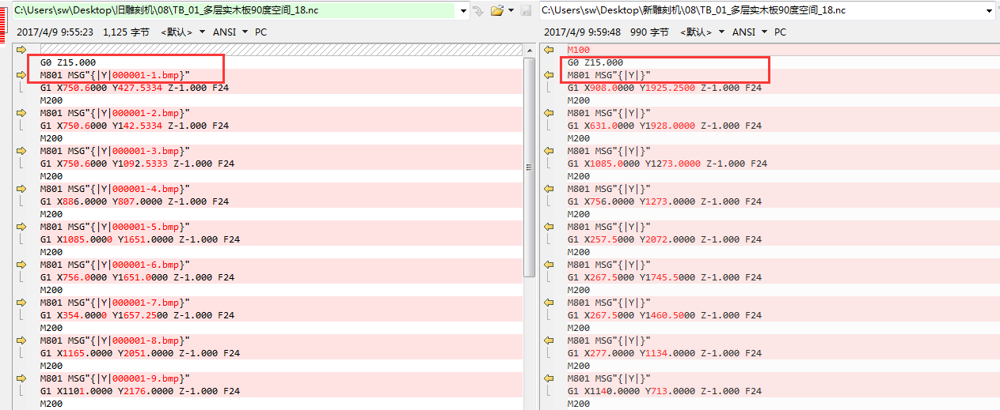 C:\Users\sw\Desktop\旧雕刻机\08\TB_01_多层实木板90度空间_18.nc
2017/4/9 9:55:23 1,125 字节 <默认> ANSI PC
G0 Z15.000
M801 MSG"{|Y|000001-1.bmp}"
G1 X750.6000 Y427.5334 Z-1.000 F24
M200
M801 MSG"{|Y|000001-2.bmp}"
G1 X750.6000 Y142.5334 Z-1.000 F24
M200
M801 MSG"{|Y|000001-3.bmp}"
G1 X750.6000 Y1092.5333 Z-1.000 F24
M200
M801 MSG"{|Y|000001-4.bmp}"
G1 X886.0000 Y807.0000 Z-1.000 F24
M200
M801 MSG"{|Y|000001-5.bmp}"
G1 X1085.0000 Y1651.0000 Z-1.000 F24
M200
M801 MSG"{|Y|000001-6.bmp}"
G1 X756.0000 Y1651.0000 Z-1.000 F24
M200
M801 MSG"{|Y|000001-7.bmp}"
G1 X354.0000 Y1657.2500 Z-1.000 F24
M200
M801 MSG"{|Y|000001-8.bmp}"
G1 X1165.0000 Y2051.0000 Z-1.000 F24
M200
M801 MSG"{|Y|000001-9.bmp}"
G1 X1101.0000 Y2176.0000 Z-1.000 F24
M200
C:\Users\sw\Desktop\新雕刻机\08\TB_01_多层实木板90度空间_18.nc
2017/4/9 9:59:48 990 字节 <默认> ANSI PC
M100
G0 Z15.000
M801 MSG"{|Y|}"
G1 X908.0000 Y1925.2500 Z-1.000 F24
M200
M801 MSG"{|Y|}"
G1 X631.0000 Y1928.0000 Z-1.000 F24
M200
M801 MSG"{|Y|}"
G1 X1085.0000 Y1273.0000 Z-1.000 F24
M200
M801 MSG"{|Y|}"
G1 X756.0000 Y1273.0000 Z-1.000 F24
M200
M801 MSG"{|Y|}"
G1 X257.5000 Y2072.0000 Z-1.000 F24
M200
M801 MSG"{|Y|}"
G1 X267.5000 Y1745.5000 Z-1.000 F24
M200
M801 MSG"{|Y|}"
G1 X267.5000 Y1460.5000 Z-1.000 F24
M200
M801 MSG"{|Y|}"
G1 X277.0000 Y1134.0000 Z-1.000 F24
M200
M801 MSG"{|Y|}"
G1 X1140.0000 Y713.0000 Z-1.000 F24
M200